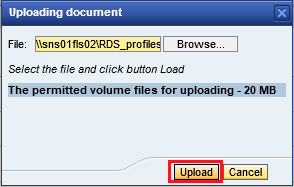 Uploading document
File: \\sns01fls02\RDS_profiles Browse...
Select the file and click button Load
The permitted volume files for uploading - 20 MB
Upload Cancel